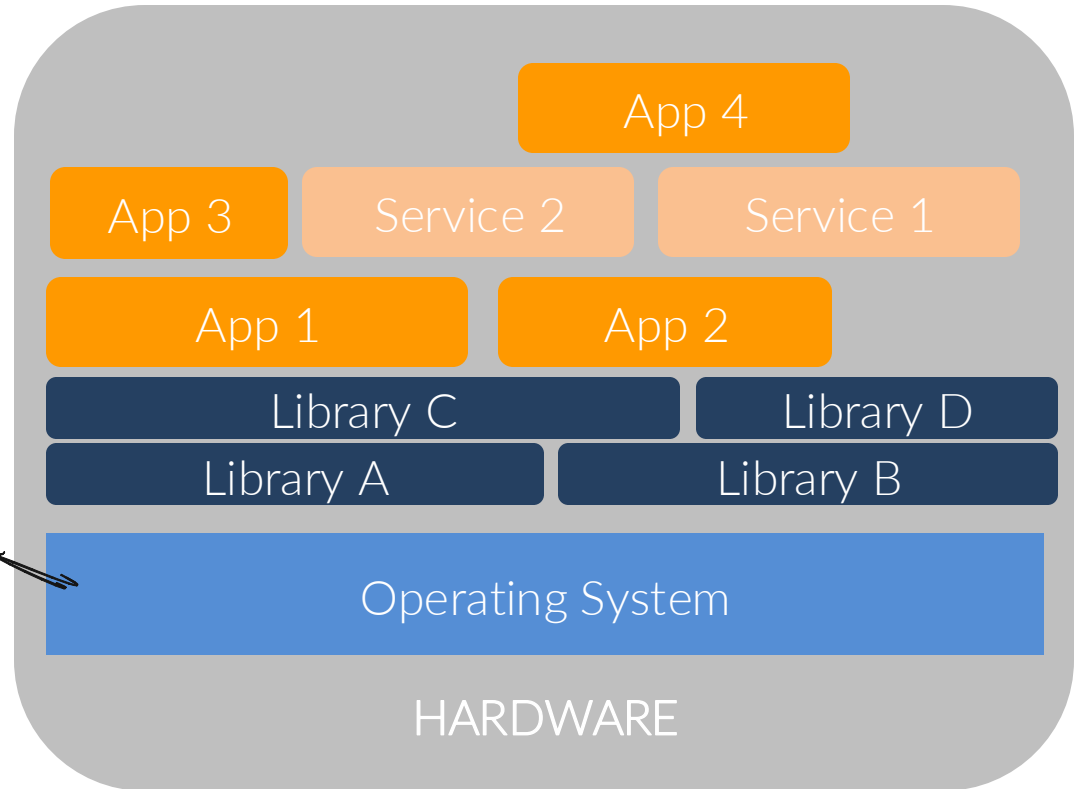 App 4
App 3
Service 2
Service 1
App 1
App 2
Library C
Library D
Library A
Library B
Operating System
HARDWARE